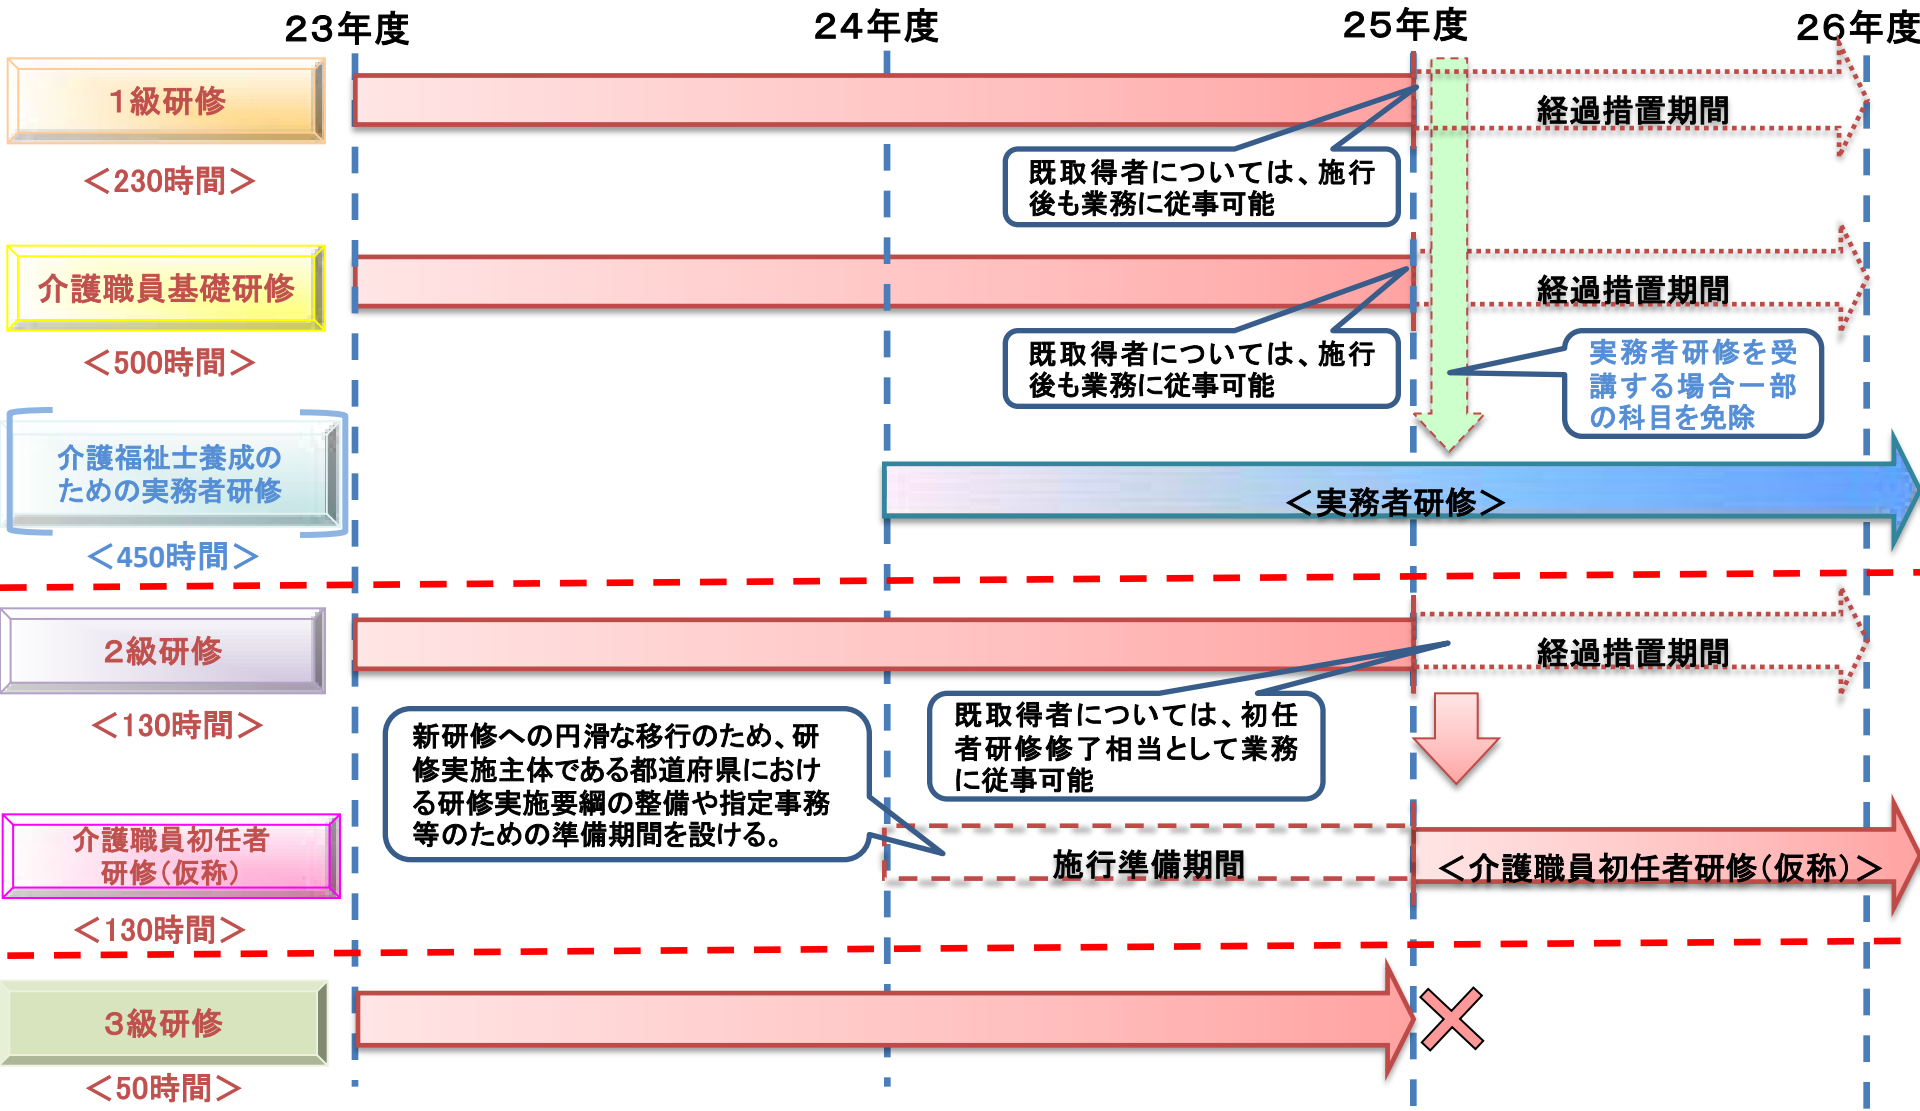 ２３年度
２４年度
２５年度
２６年度
１級研修
＜230時間＞
経過措置期間
既取得者については、施行
後も業務に従事可能
介護職員基礎研修
＜500時間＞
経過措置期間
既取得者については、施行
後も業務に従事可能
実務者研修を受
講する場合一部
の科目を免除
介護福祉士養成の
ための実務者研修
＜450時間＞
＜実務者研修＞
２級研修
＜130時間＞
経過措置期間
既取得者については、初任
者研修修了相当として業務
に従事可能
新研修への円滑な移行のため、研
修実施主体である都道府県におけ
る研修実施要綱の整備や指定事務
等のための準備期間を設ける。
介護職員初任者
研修（仮称）
＜130時間＞
施行準備期間
＜介護職員初任者研修（仮称）＞
３級研修
＜50時間＞